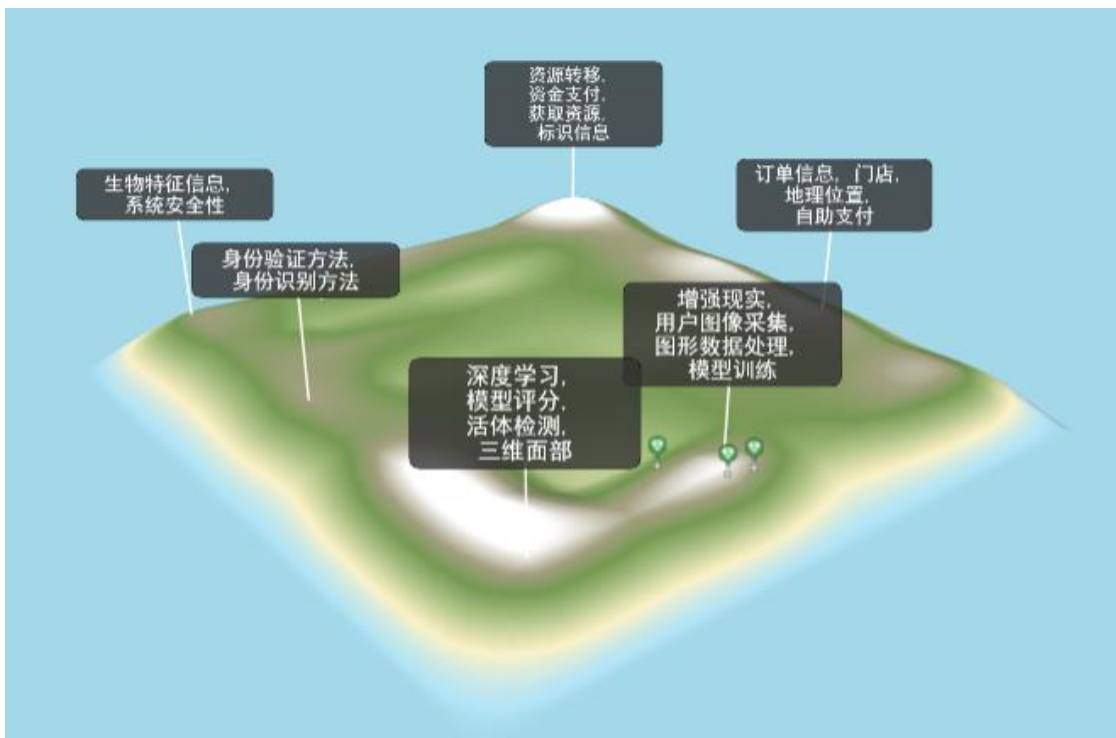 资源转移,
资金支付,
获取资源,
标识信息
生物特征信息,
系统安全性
订单信息, 门店,
地理位置,
自助支付
身份验证方法,
身份识别方法
增强现实,
用户图像采集,
图形数据处理,
模型训练
深度学习,
模型评分,
活体检测,
三维面部